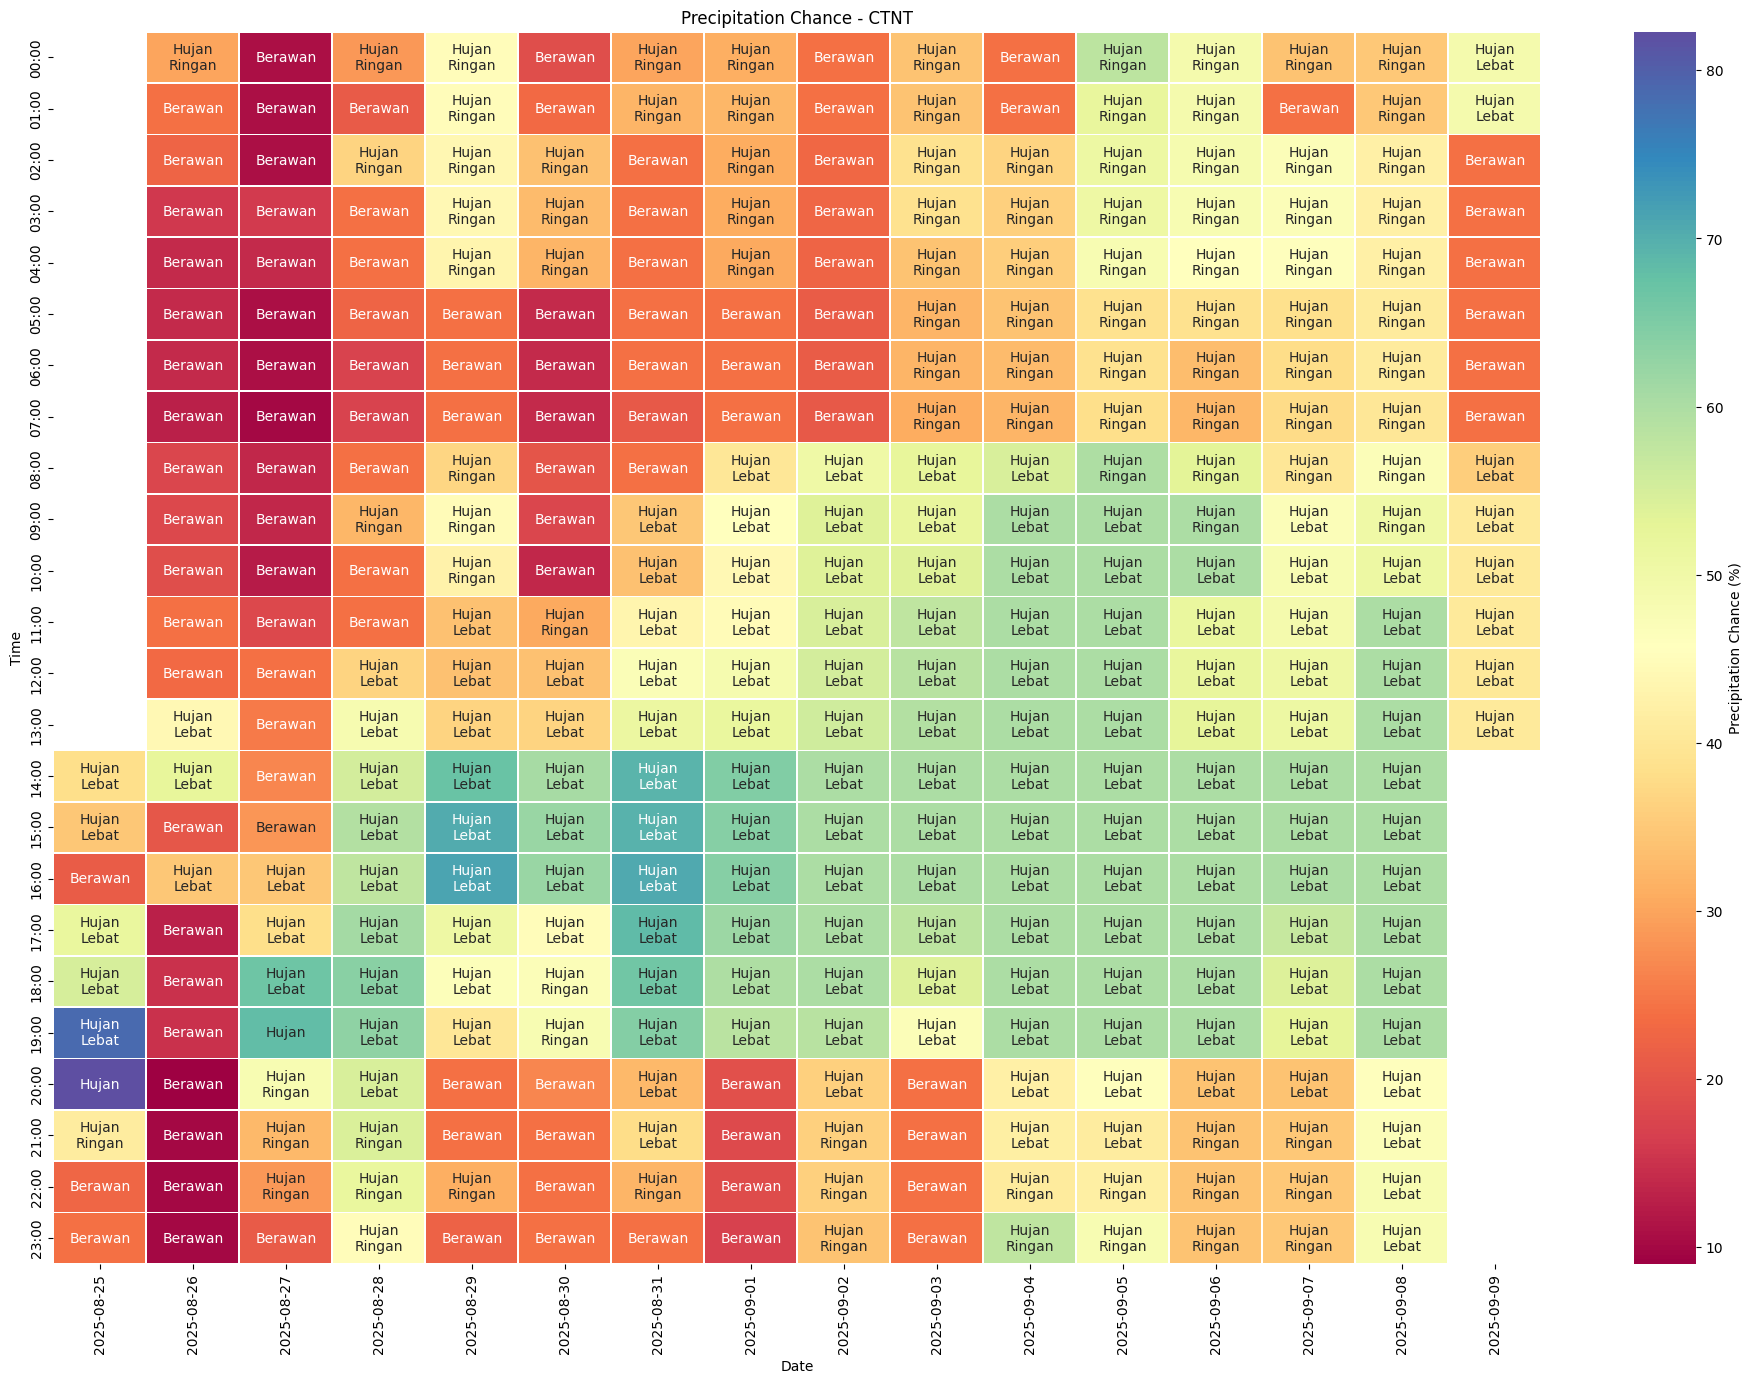 Precipitation Chance - CTNT
00:00 Hujan Ringan Berawan Hujan Ringan Hujan Ringan Berawan Hujan Ringan Hujan Ringan Berawan Hujan Ringan Berawan Hujan Ringan Hujan Ringan Hujan Ringan Hujan Ringan Hujan Lebat
01:00 Berawan Berawan Berawan Hujan Ringan Berawan Hujan Ringan Hujan Ringan Berawan Hujan Ringan Berawan Hujan Ringan Hujan Ringan Berawan Hujan Ringan Hujan Lebat
02:00 Berawan Berawan Hujan Ringan Hujan Ringan Hujan Ringan Berawan Hujan Ringan Berawan Hujan Ringan Hujan Ringan Hujan Ringan Hujan Ringan Hujan Ringan Hujan Ringan Berawan
03:00 Berawan Berawan Berawan Hujan Ringan Hujan Ringan Berawan Hujan Ringan Berawan Hujan Ringan Hujan Ringan Hujan Ringan Hujan Ringan Hujan Ringan Hujan Ringan Berawan
04:00 Berawan Berawan Berawan Hujan Ringan Hujan Ringan Berawan Hujan Ringan Berawan Hujan Ringan Hujan Ringan Hujan Ringan Hujan Ringan Hujan Ringan Hujan Ringan Berawan
05:00 Berawan Berawan Berawan Berawan Berawan Berawan Berawan Berawan Hujan Ringan Hujan Ringan Hujan Ringan Hujan Ringan Hujan Ringan Hujan Ringan Berawan
06:00 Berawan Berawan Berawan Berawan Berawan Berawan Berawan Berawan Hujan Ringan Hujan Ringan Hujan Ringan Hujan Ringan Hujan Ringan Hujan Ringan Berawan
07:00 Berawan Berawan Berawan Berawan Berawan Berawan Berawan Berawan Hujan Ringan Hujan Ringan Hujan Ringan Hujan Ringan Hujan Ringan Hujan Ringan Berawan
08:00 Berawan Berawan Berawan Hujan Ringan Berawan Berawan Hujan Lebat Hujan Lebat Hujan Lebat Hujan Lebat Hujan Ringan Hujan Ringan Hujan Ringan Hujan Ringan Hujan Lebat
09:00 Berawan Berawan Hujan Ringan Hujan Ringan Berawan Hujan Lebat Hujan Lebat Hujan Lebat Hujan Lebat Hujan Lebat Hujan Lebat Hujan Ringan Hujan Lebat Hujan Ringan Hujan Lebat
10:00 Berawan Berawan Berawan Hujan Ringan Berawan Hujan Lebat Hujan Lebat Hujan Lebat Hujan Lebat Hujan Lebat Hujan Lebat Hujan Lebat Hujan Lebat Hujan Lebat Hujan Lebat
11:00 Berawan Berawan Berawan Hujan Lebat Hujan Ringan Hujan Lebat Hujan Lebat Hujan Lebat Hujan Lebat Hujan Lebat Hujan Lebat Hujan Lebat Hujan Lebat Hujan Lebat Hujan Lebat
12:00 Berawan Berawan Hujan Lebat Hujan Lebat Hujan Lebat Hujan Lebat Hujan Lebat Hujan Lebat Hujan Lebat Hujan Lebat Hujan Lebat Hujan Lebat Hujan Lebat Hujan Lebat Hujan Lebat
13:00 Hujan Lebat Berawan Hujan Lebat Hujan Lebat Hujan Lebat Hujan Lebat Hujan Lebat Hujan Lebat Hujan Lebat Hujan Lebat Hujan Lebat Hujan Lebat Hujan Lebat Hujan Lebat Hujan Lebat
14:00 Hujan Lebat Hujan Lebat Berawan Hujan Lebat Hujan Lebat Hujan Lebat Hujan Lebat Hujan Lebat Hujan Lebat Hujan Lebat Hujan Lebat Hujan Lebat Hujan Lebat Hujan Lebat Hujan Lebat
15:00 Hujan Lebat Berawan Berawan Hujan Lebat Hujan Lebat Hujan Lebat Hujan Lebat Hujan Lebat Hujan Lebat Hujan Lebat Hujan Lebat Hujan Lebat Hujan Lebat Hujan Lebat Hujan Lebat
16:00 Berawan Hujan Lebat Hujan Lebat Hujan Lebat Hujan Lebat Hujan Lebat Hujan Lebat Hujan Lebat Hujan Lebat Hujan Lebat Hujan Lebat Hujan Lebat Hujan Lebat Hujan Lebat Hujan Lebat
17:00 Hujan Lebat Berawan Hujan Lebat Hujan Lebat Hujan Lebat Hujan Lebat Hujan Lebat Hujan Lebat Hujan Lebat Hujan Lebat Hujan Lebat Hujan Lebat Hujan Lebat Hujan Lebat Hujan Lebat
18:00 Hujan Lebat Berawan Hujan Lebat Hujan Lebat Hujan Lebat Hujan Ringan Hujan Lebat Hujan Lebat Hujan Lebat Hujan Lebat Hujan Lebat Hujan Lebat Hujan Lebat Hujan Lebat Hujan Lebat
19:00 Hujan Lebat Berawan Hujan Hujan Lebat Hujan Lebat Hujan Ringan Hujan Lebat Hujan Lebat Hujan Lebat Hujan Lebat Hujan Lebat Hujan Lebat Hujan Lebat Hujan Lebat Hujan Lebat
20:00 Hujan Berawan Hujan Ringan Hujan Lebat Berawan Berawan Hujan Lebat Berawan Hujan Lebat Berawan Hujan Lebat Hujan Lebat Hujan Lebat Hujan Lebat Hujan Lebat
21:00 Hujan Ringan Berawan Hujan Ringan Hujan Ringan Berawan Berawan Hujan Lebat Berawan Hujan Ringan Berawan Hujan Lebat Hujan Lebat Hujan Ringan Hujan Ringan Hujan Lebat
22:00 Berawan Berawan Hujan Ringan Hujan Ringan Hujan Ringan Berawan Hujan Ringan Berawan Hujan Ringan Berawan Hujan Ringan Hujan Ringan Hujan Ringan Hujan Ringan Hujan Lebat
23:00 Berawan Berawan Berawan Hujan Ringan Berawan Berawan Berawan Berawan Hujan Ringan Berawan Hujan Ringan Hujan Ringan Hujan Ringan Hujan Ringan Hujan Lebat
Time
2025-08-25 2025-08-26 2025-08-27 2025-08-28 2025-08-29 2025-08-30 2025-08-31 2025-09-01 2025-09-02 2025-09-03 2025-09-04 2025-09-05 2025-09-06 2025-09-07 2025-09-08 2025-09-09
Date
80
70
60
50
40
30
20
10
Precipitation Chance (%)